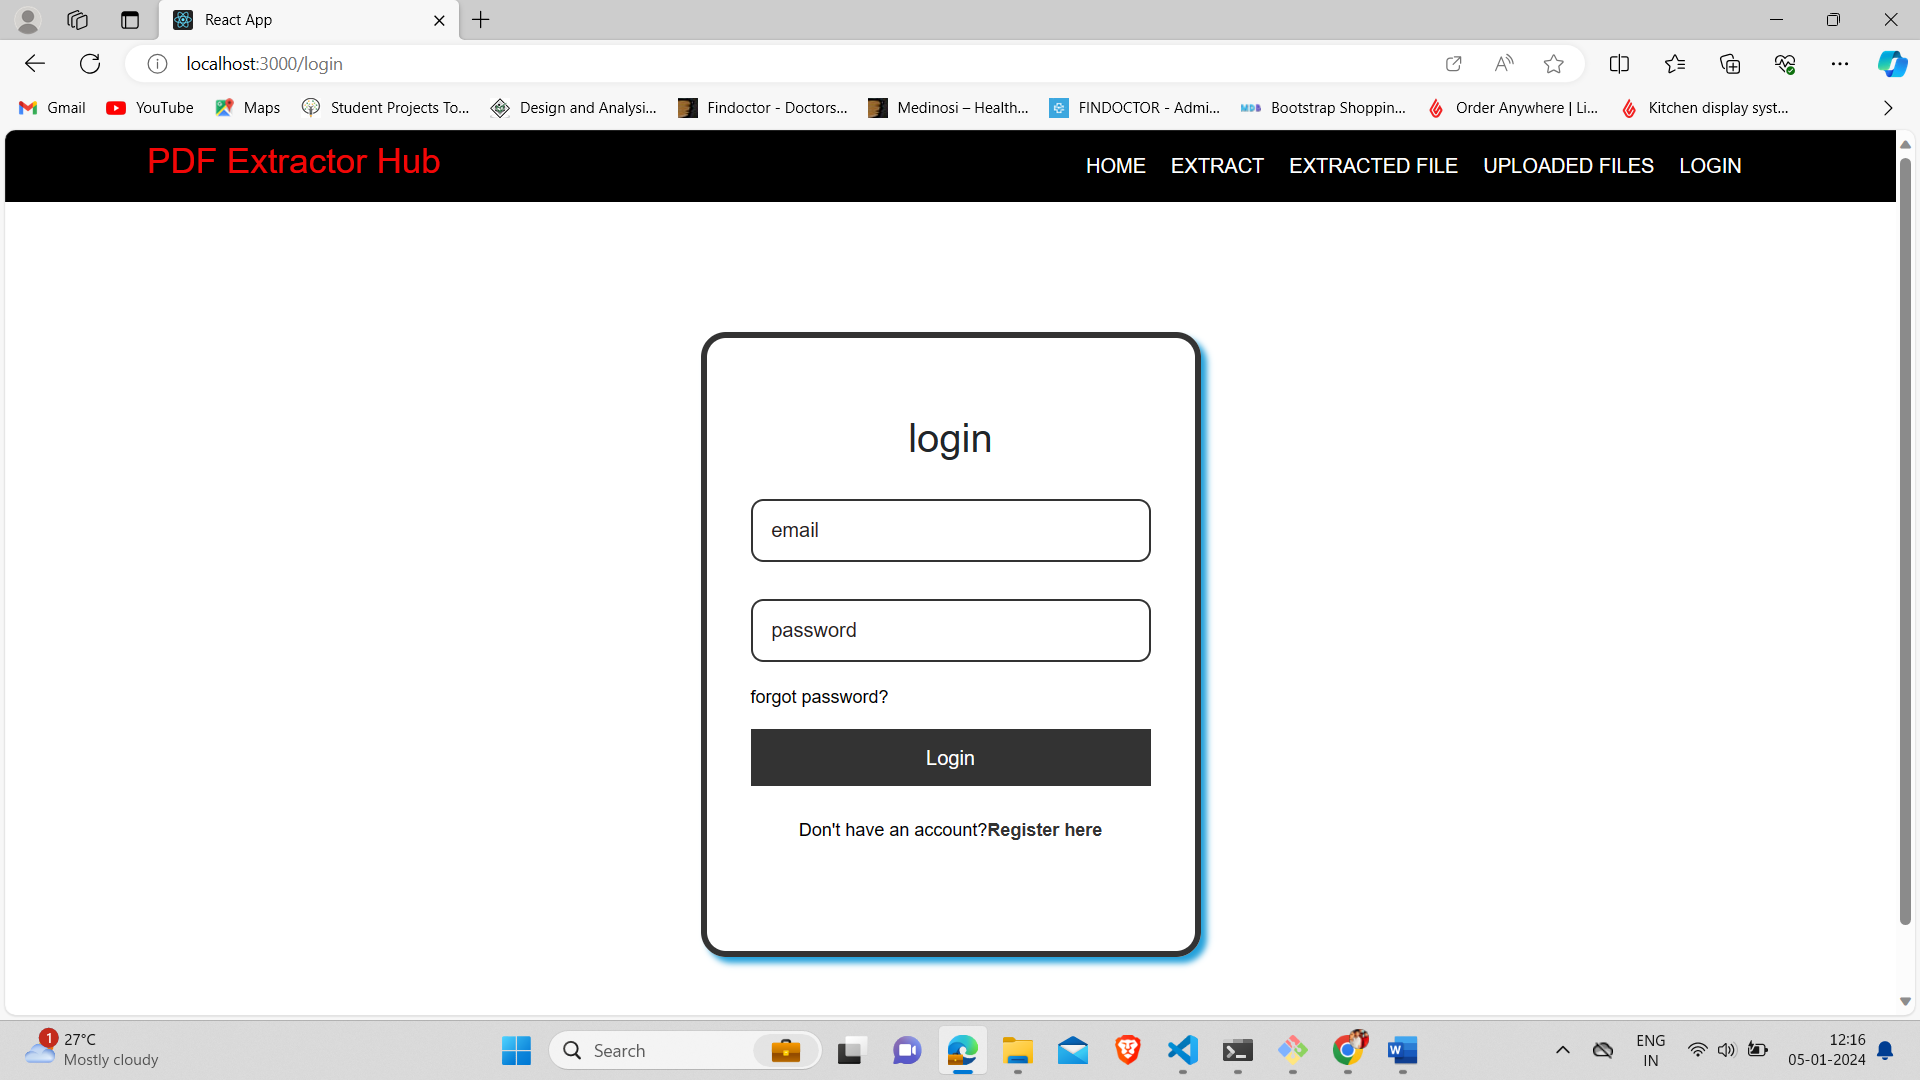 React App
localhost:3000/login
Gmail YouTube Maps Student Projects To... Design and Analysi... Findoctor - Doctors... Medinosi – Health... FINDOCTOR - Admi... Bootstrap Shoppin... Order Anywhere | Li... Kitchen display syst...
PDF Extractor Hub HOME EXTRACT EXTRACTED FILE UPLOADED FILES LOGIN
login
email
password
forgot password?
Login
Don't have an account?Register here
1 27°C
Mostly cloudy
Search
ENG
IN
12:16
05-01-2024